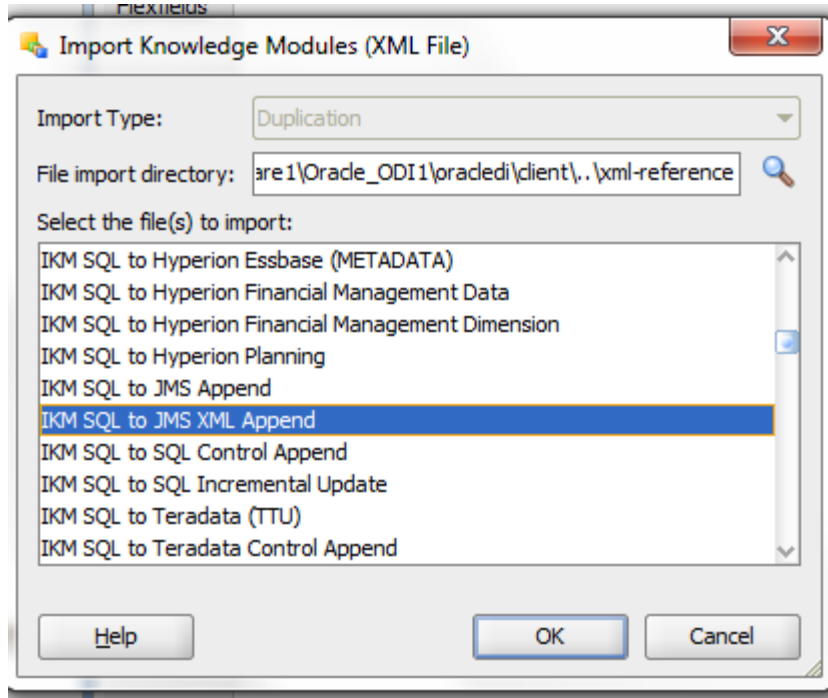 Flexfields
Import Knowledge Modules (XML File)
Import Type: Duplication
File import directory: are1\Oracle_ODI1\oracledi\client\..\xml-reference
Select the file(s) to import:
IKM SQL to Hyperion Essbase (METADATA)
IKM SQL to Hyperion Financial Management Data
IKM SQL to Hyperion Financial Management Dimension
IKM SQL to Hyperion Planning
IKM SQL to JMS Append
IKM SQL to JMS XML Append
IKM SQL to SQL Control Append
IKM SQL to SQL Incremental Update
IKM SQL to Teradata (TTU)
IKM SQL to Teradata Control Append
Help OK Cancel